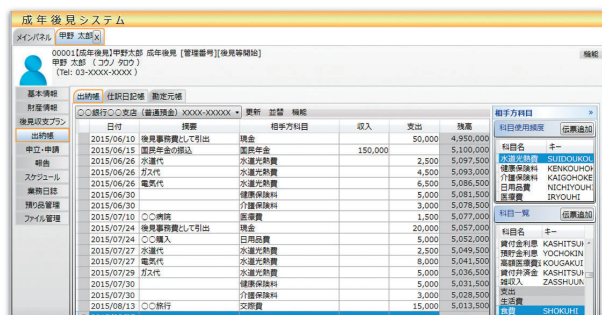 成年後見システム
メインパネル 甲野 太郎 X
00001【成年後見】甲野太郎 成年後見 [管理番号][後見等開始]
甲野 太郎 （コウノ タロウ）
(Tel: 03-XXXX-XXXX )
機能
基本情報
財産情報
後見収支プラン
出納帳
申立・申請
報告
スケジュール
業務日誌
預り品管理
ファイル管理
出納帳 仕訳日記帳 勘定元帳
〇〇銀行〇〇支店（普通預金）XXXX-XXXXX 更新 並替 機能
日付 摘要 相手方科目 収入 支出 残高
2015/06/10 後見事務費として引出 現金 50,000 4,950,000
2015/06/15 国民年金の振込 国民年金 150,000 5,100,000
2015/06/26 水道代 水道光熱費 2,500 5,097,500
2015/06/26 ガス代 水道光熱費 4,500 5,093,000
2015/06/26 電気代 水道光熱費 6,500 5,086,500
2015/06/30 健康保険料 5,000 5,081,500
2015/06/30 介護保険料 3,000 5,078,500
2015/07/10 〇〇病院 医療費 1,500 5,077,000
2015/07/24 後見事務費として引出 現金 20,000 5,057,000
2015/07/24 〇〇購入 日用品費 5,000 5,052,000
2015/07/27 水道代 水道光熱費 2,500 5,049,500
2015/07/27 電気代 水道光熱費 8,000 5,041,500
2015/07/29 ガス代 水道光熱費 5,000 5,036,500
2015/07/30 健康保険料 5,000 5,031,500
2015/07/30 介護保険料 3,000 5,028,500
2015/08/13 〇〇旅行 交際費 15,000 5,013,500
相手方科目 »
科目使用頻度 伝票追加
科目名 キー
水道光熱費 SUIDOUKOU
健康保険料 KENKOUHOK
介護保険料 KAIGOHOKE
日用品費 NICHIYOUH
医療費 IRYOUHI
科目一覧 伝票追加
科目名 キー
貸付金利息 KASHITSU
預貯金利息 YOCHOKIN
高額医療費 KOUGAKUI
貸付弁済金 KASHITSU
雑収入 ZASSHUUN
支出
生活費
食費 SHOKUHI